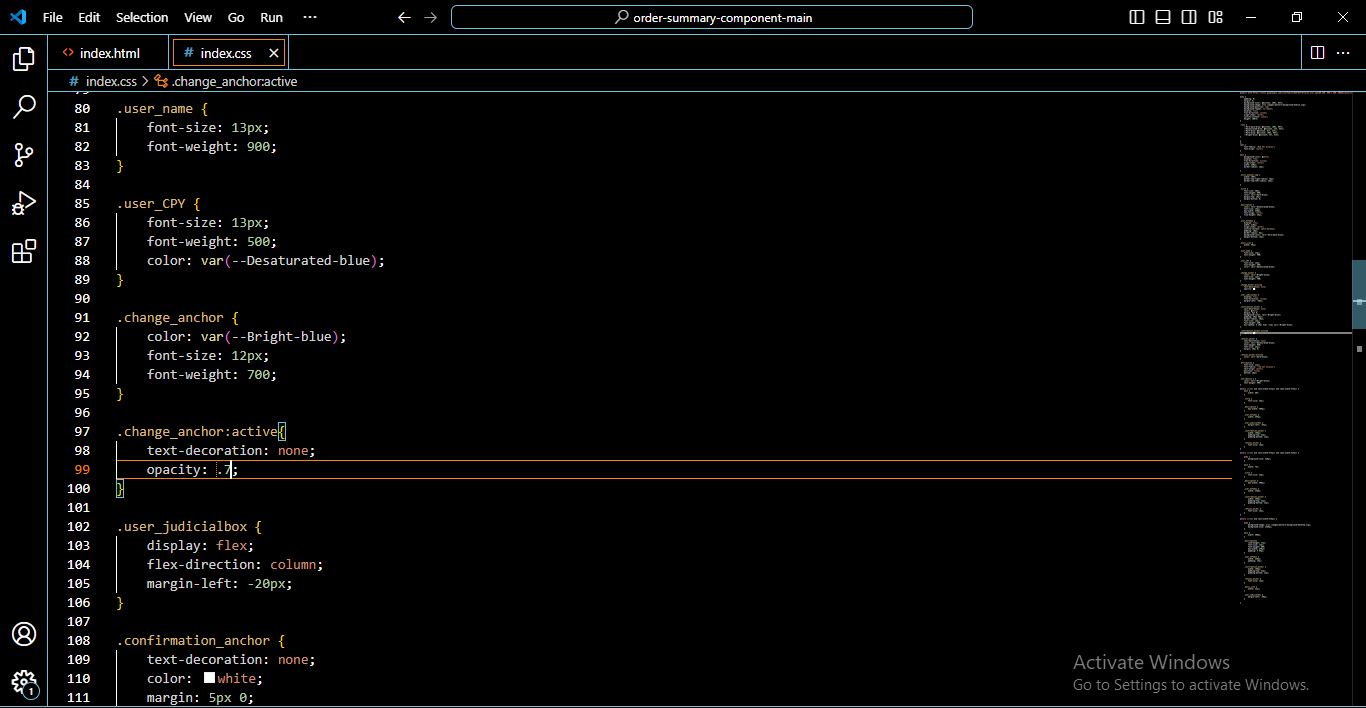 File Edit Selection View Go Run ··· order-summary-component-main
index.html # index.css
# index.css > .change_anchor:active
80 .user_name {
81 font-size: 13px;
82 font-weight: 900;
83 }
84
85 .user_CPY {
86 font-size: 13px;
87 font-weight: 500;
88 color: var(--Desaturated-blue);
89 }
90
91 .change_anchor {
92 color: var(--Bright-blue);
93 font-size: 12px;
94 font-weight: 700;
95 }
96
97 .change_anchor:active{
98 text-decoration: none;
99 opacity: .7;
100 }
101
102 .user_judicialbox {
103 display: flex;
104 flex-direction: column;
105 margin-left: -20px;
106 }
107
108 .confirmation_anchor {
109 text-decoration: none;
110 color: white;
111 margin: 5px 0;
1
Activate Windows
Go to Settings to activate Windows.